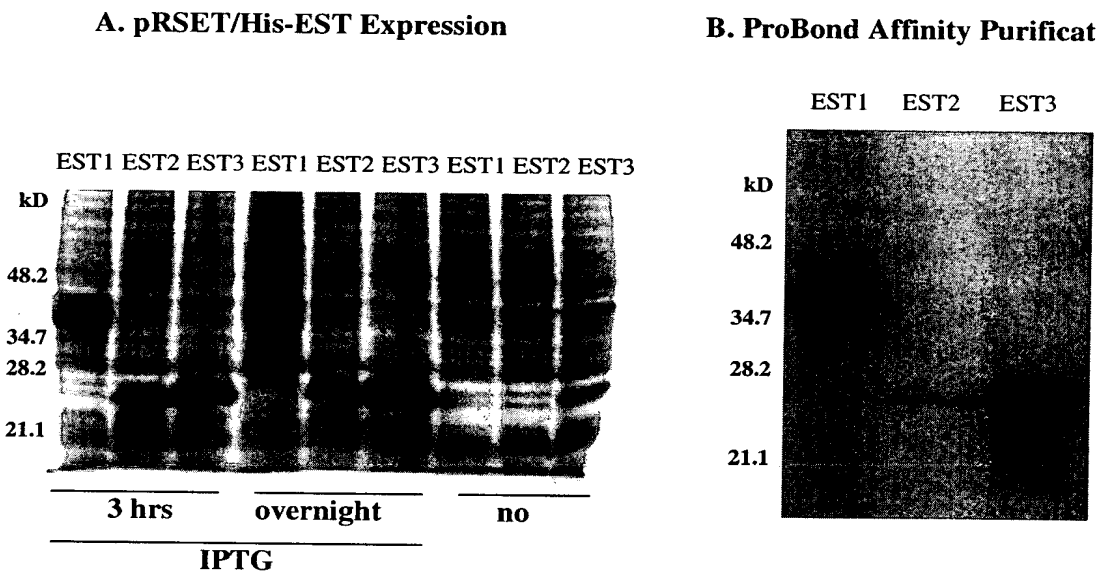 A. pRSET/His-EST Expression
EST1 EST2 EST3 EST1 EST2 EST3 EST1 EST2 EST3
kD
48.2
34.7
28.2
21.1
3 hrs overnight no
IPTG
B. ProBond Affinity Purificat
EST1 EST2 EST3
kD
48.2
34.7
28.2
21.1